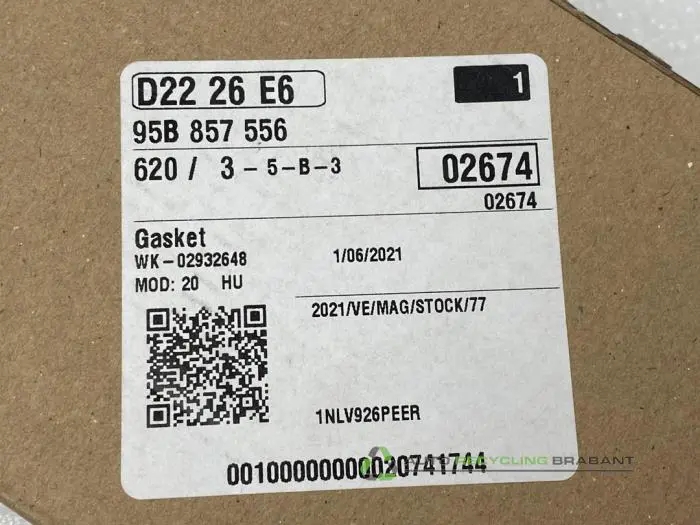 D22 26 E6
1
95B 857 556
620 / 3 - 5 - B - 3
02674
02674
Gasket
WK-02932648
1/06/2021
MOD: 20 HU
2021/VE/MAG/STOCK/77
1NLV926PEER
00100000000020741744
AUTO RECYCLING BRABANT